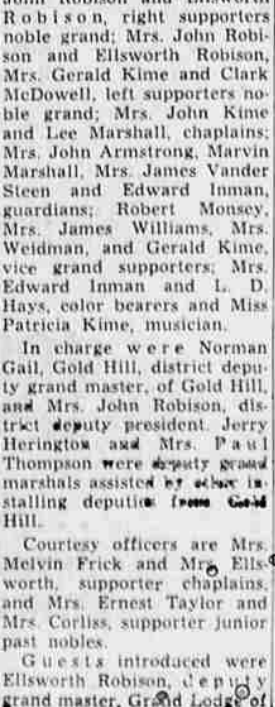 John Robison and Ellsworth
Robison, right supporters
noble grand; Mrs. John Robi-
son and Ellsworth Robison,
Mrs. Gerald Kime and Clark
McDowell, left supporters no-
ble grand; Mrs. John Kime
and Lee Marshall, chaplains;
Mrs. John Armstrong, Marvin
Marshall, Mrs. James Vander
Steen and Edward Inman,
guardians; Robert Monsey,
Mrs. James Williams, Mrs.
Weidman, and Gerald Kime,
vice grand supporters; Mrs.
Edward Inman and L. D.
Hays, color bearers and Miss
Patricia Kime, musician.
In charge were Norman
Gail, Gold Hill, district depu-
ty grand master, of Gold Hill,
and Mrs. John Robison, dis-
trict deputy president. Jerry
Herington and Mrs. Paul
Thompson were deputy grand
marshals assisted by other in-
stalling deputies from Gold
Hill.
Courtesy officers are Mrs.
Melvin Frick and Mrs. Ells-
worth, supporter chaplains,
and Mrs. Ernest Taylor and
Mrs. Corliss, supporter junior
past nobles.
Guests introduced were
Ellsworth Robison, deputy
grand master, Grand Lodge of